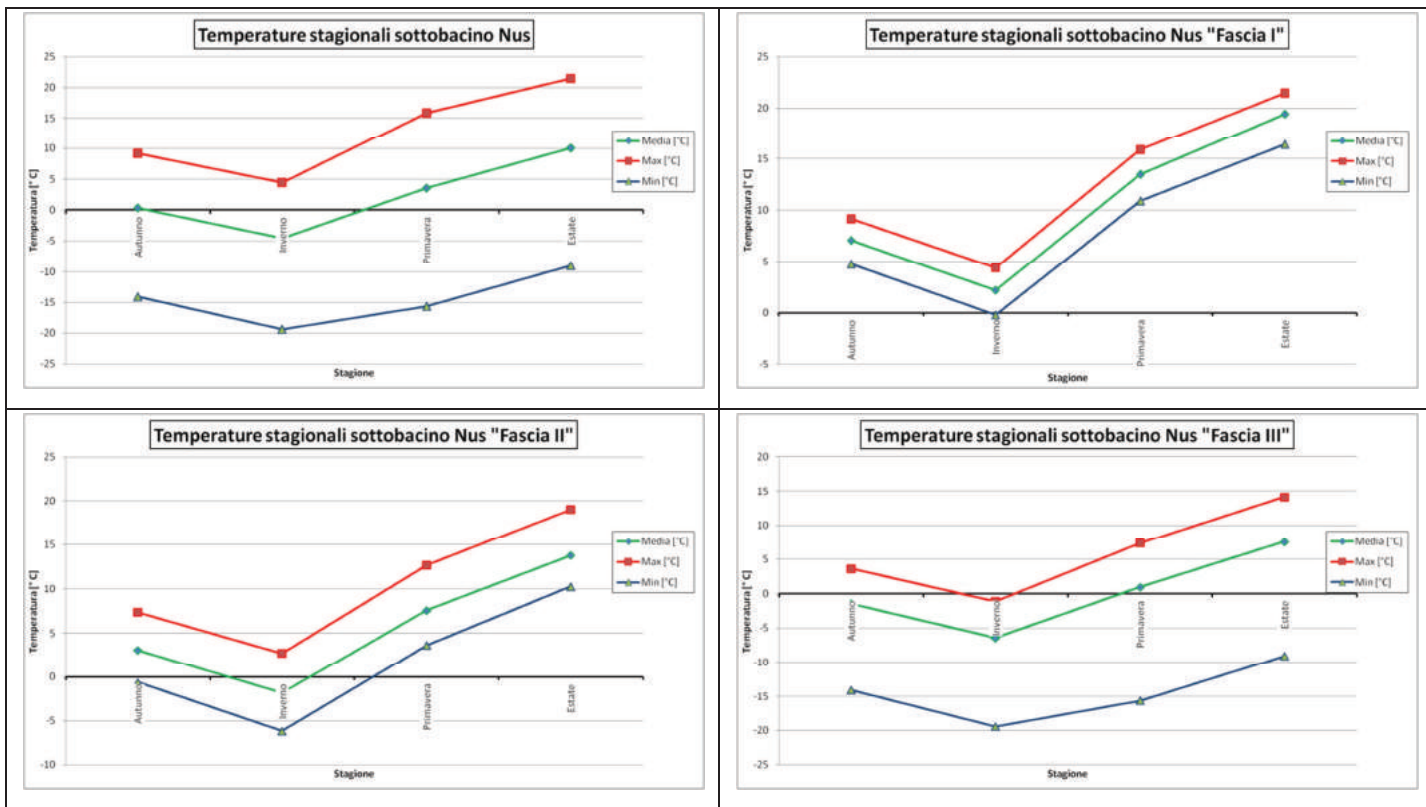 Temperature stagionali sottobacino Nus
25
20
15
10
5
0
-5
-10
-15
-20
-25
Temperatura [°C]
Autunno
Inverno
Primavera
Estate
Stagione
Media [°C]
Max [°C]
Min [°C]
Temperature stagionali sottobacino Nus "Fascia I"
25
20
15
10
5
0
-5
Temperatura [°C]
Autunno
Inverno
Primavera
Estate
Stagione
Media [°C]
Max [°C]
Min [°C]
Temperature stagionali sottobacino Nus "Fascia II"
25
20
15
10
5
0
-5
-10
Temperatura [°C]
Autunno
Inverno
Primavera
Estate
Stagione
Media [°C]
Max [°C]
Min [°C]
Temperature stagionali sottobacino Nus "Fascia III"
20
15
10
5
0
-5
-10
-15
-20
-25
Temperatura [°C]
Autunno
Inverno
Primavera
Estate
Stagione
Media [°C]
Max [°C]
Min [°C]